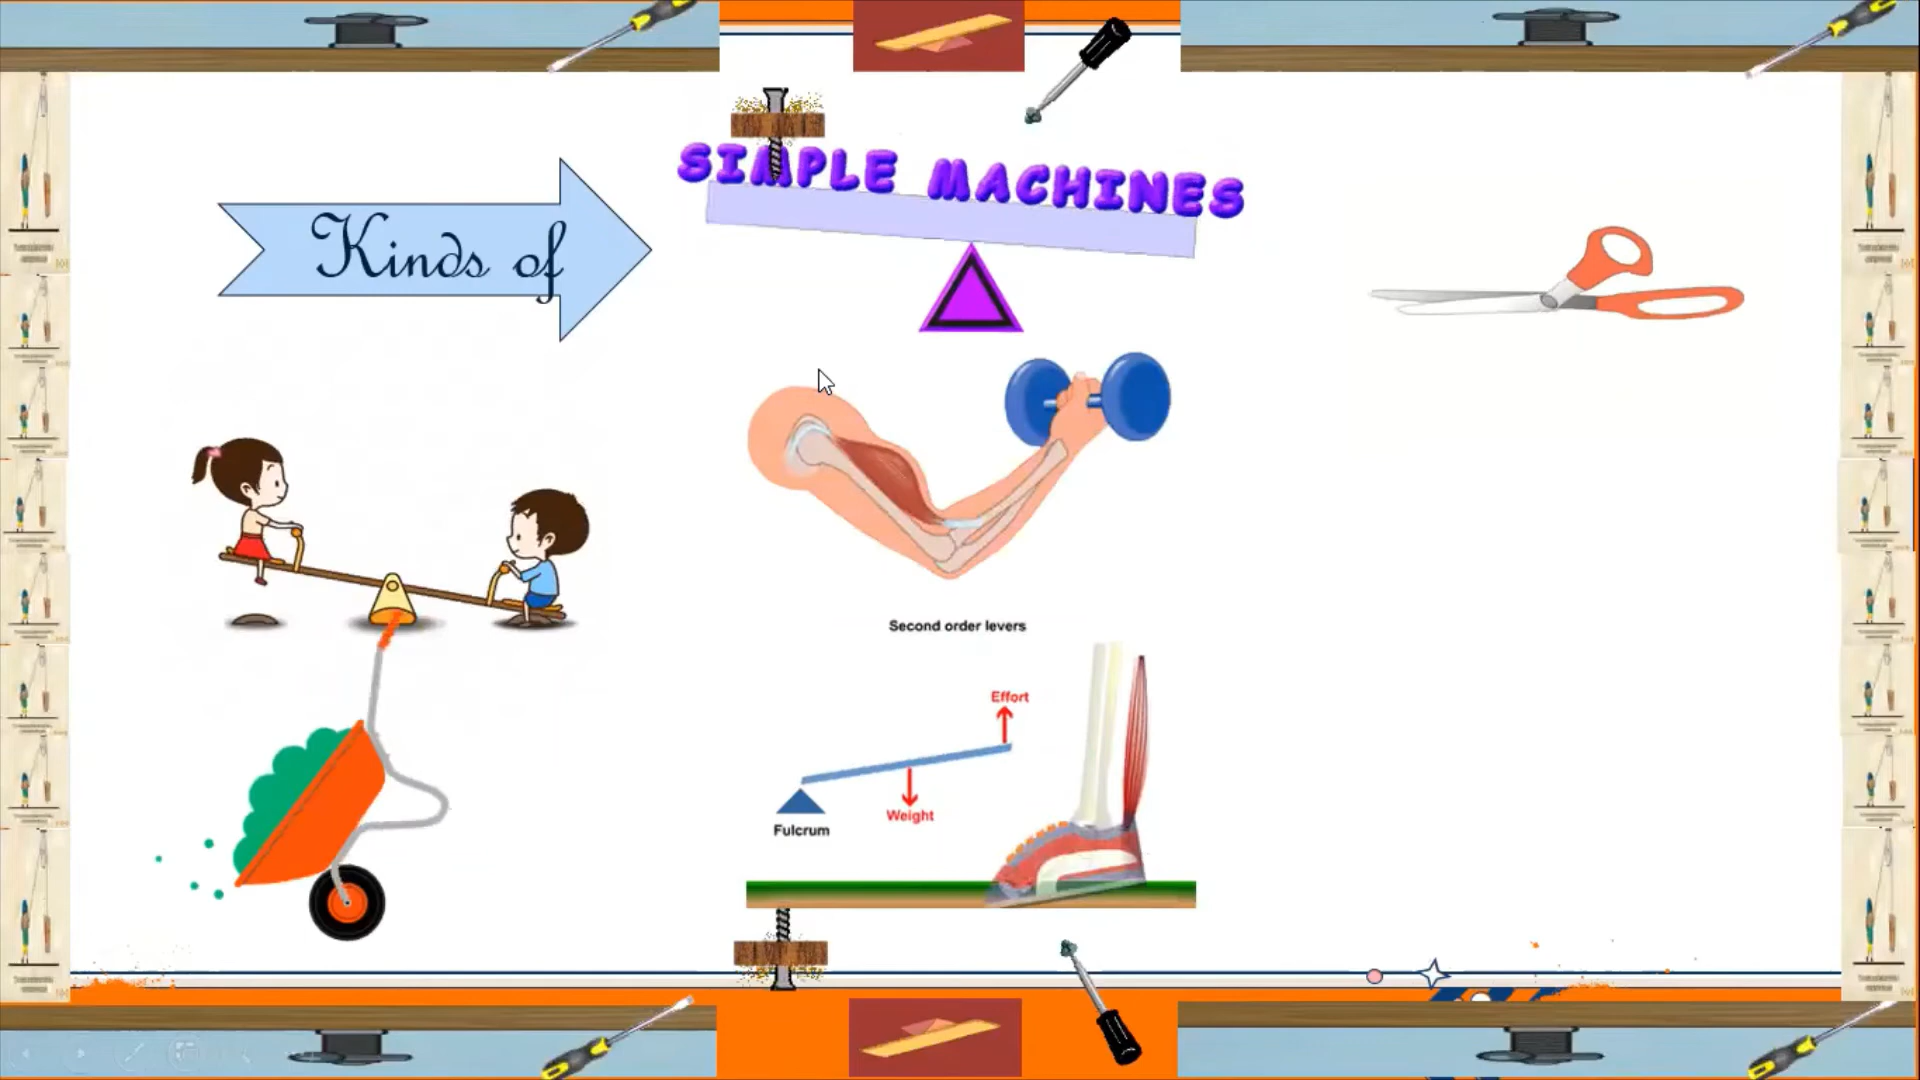 Kinds of
SIMPLE MACHINES
Second order levers
Effort
Weight
Fulcrum